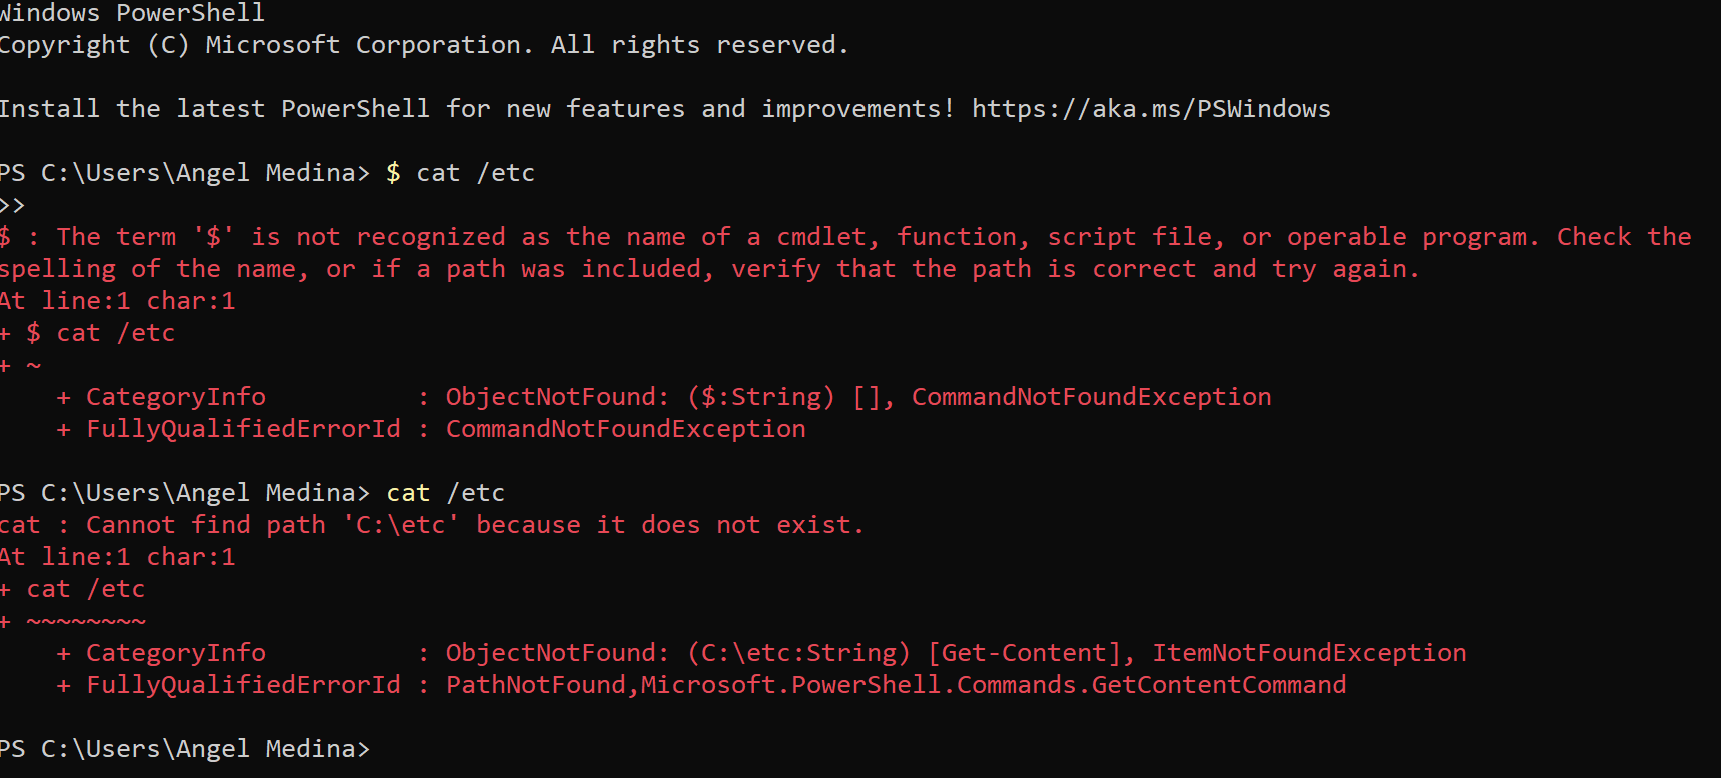 Windows PowerShell
Copyright (C) Microsoft Corporation. All rights reserved.
Install the latest PowerShell for new features and improvements! https://aka.ms/PSWindows
PS C:\Users\Angel Medina> $ cat /etc
>>
$ : The term '$' is not recognized as the name of a cmdlet, function, script file, or operable program. Check the
spelling of the name, or if a path was included, verify that the path is correct and try again.
At line:1 char:1
+ $ cat /etc
+ ~
    + CategoryInfo          : ObjectNotFound: ($:String) [], CommandNotFoundException
    + FullyQualifiedErrorId : CommandNotFoundException
PS C:\Users\Angel Medina> cat /etc
cat : Cannot find path 'C:\etc' because it does not exist.
At line:1 char:1
+ cat /etc
+ ~~~~~~~~
    + CategoryInfo          : ObjectNotFound: (C:\etc:String) [Get-Content], ItemNotFoundException
    + FullyQualifiedErrorId : PathNotFound,Microsoft.PowerShell.Commands.GetContentCommand
PS C:\Users\Angel Medina>